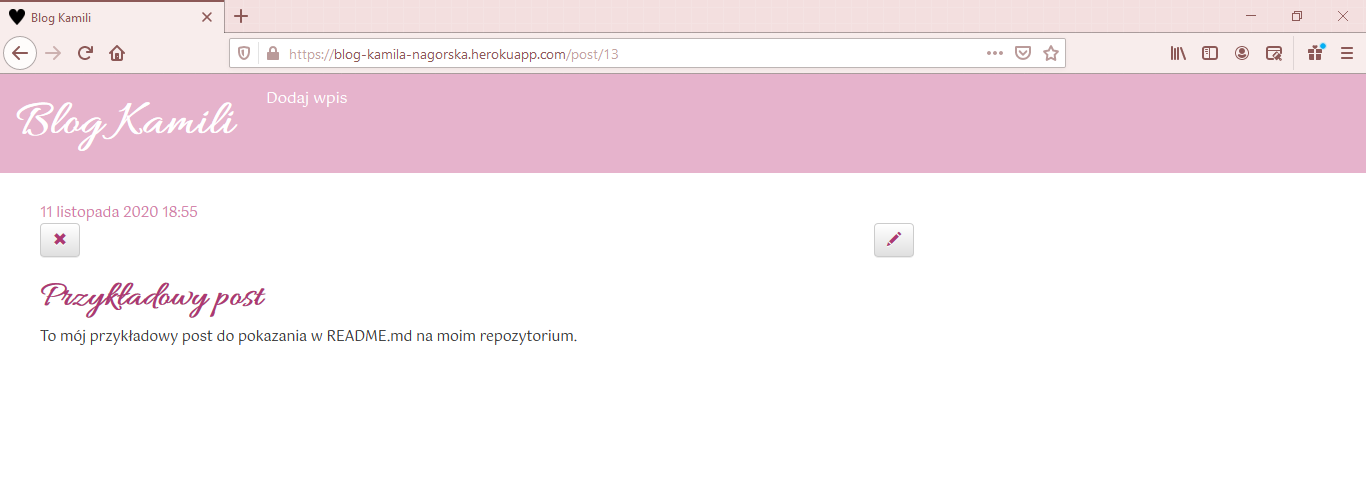 Blog Kamili
https://blog-kamila-nagorska.herokuapp.com/post/13
Blog Kamili
Dodaj wpis
11 listopada 2020 18:55
Przykładowy post
To mój przykładowy post do pokazania w README.md na moim repozytorium.